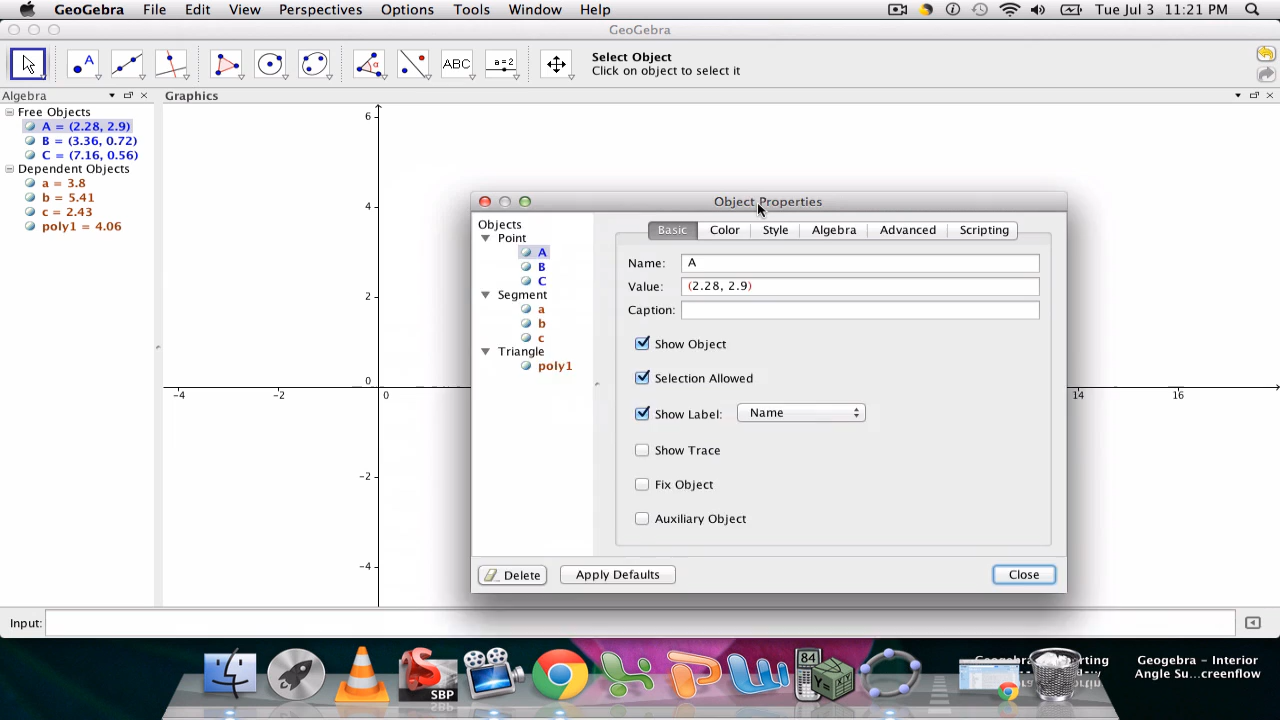 GeoGebra File Edit View Perspectives Options Tools Window Help Tue Jul 3 11:21 PM
GeoGebra
A ABC a=2 Select Object
Click on object to select it
Algebra Graphics
Free Objects
A = (2.28, 2.9)
B = (3.36, 0.72)
C = (7.16, 0.56)
Dependent Objects
a = 3.8
b = 5.41
c = 2.43
poly1 = 4.06
6
4
2
0
-2
-4
-4 -2 0 14 16
Object Properties
Objects
Point
A
B
C
Segment
a
b
c
Triangle
poly1
Basic Color Style Algebra Advanced Scripting
Name: A
Value: (2.28, 2.9)
Caption:
Show Object
Selection Allowed
Show Label: Name
Show Trace
Fix Object
Auxiliary Object
Delete Apply Defaults Close
Input:
SBP
84
Geogebra - Interior
Angle Su...creenflow